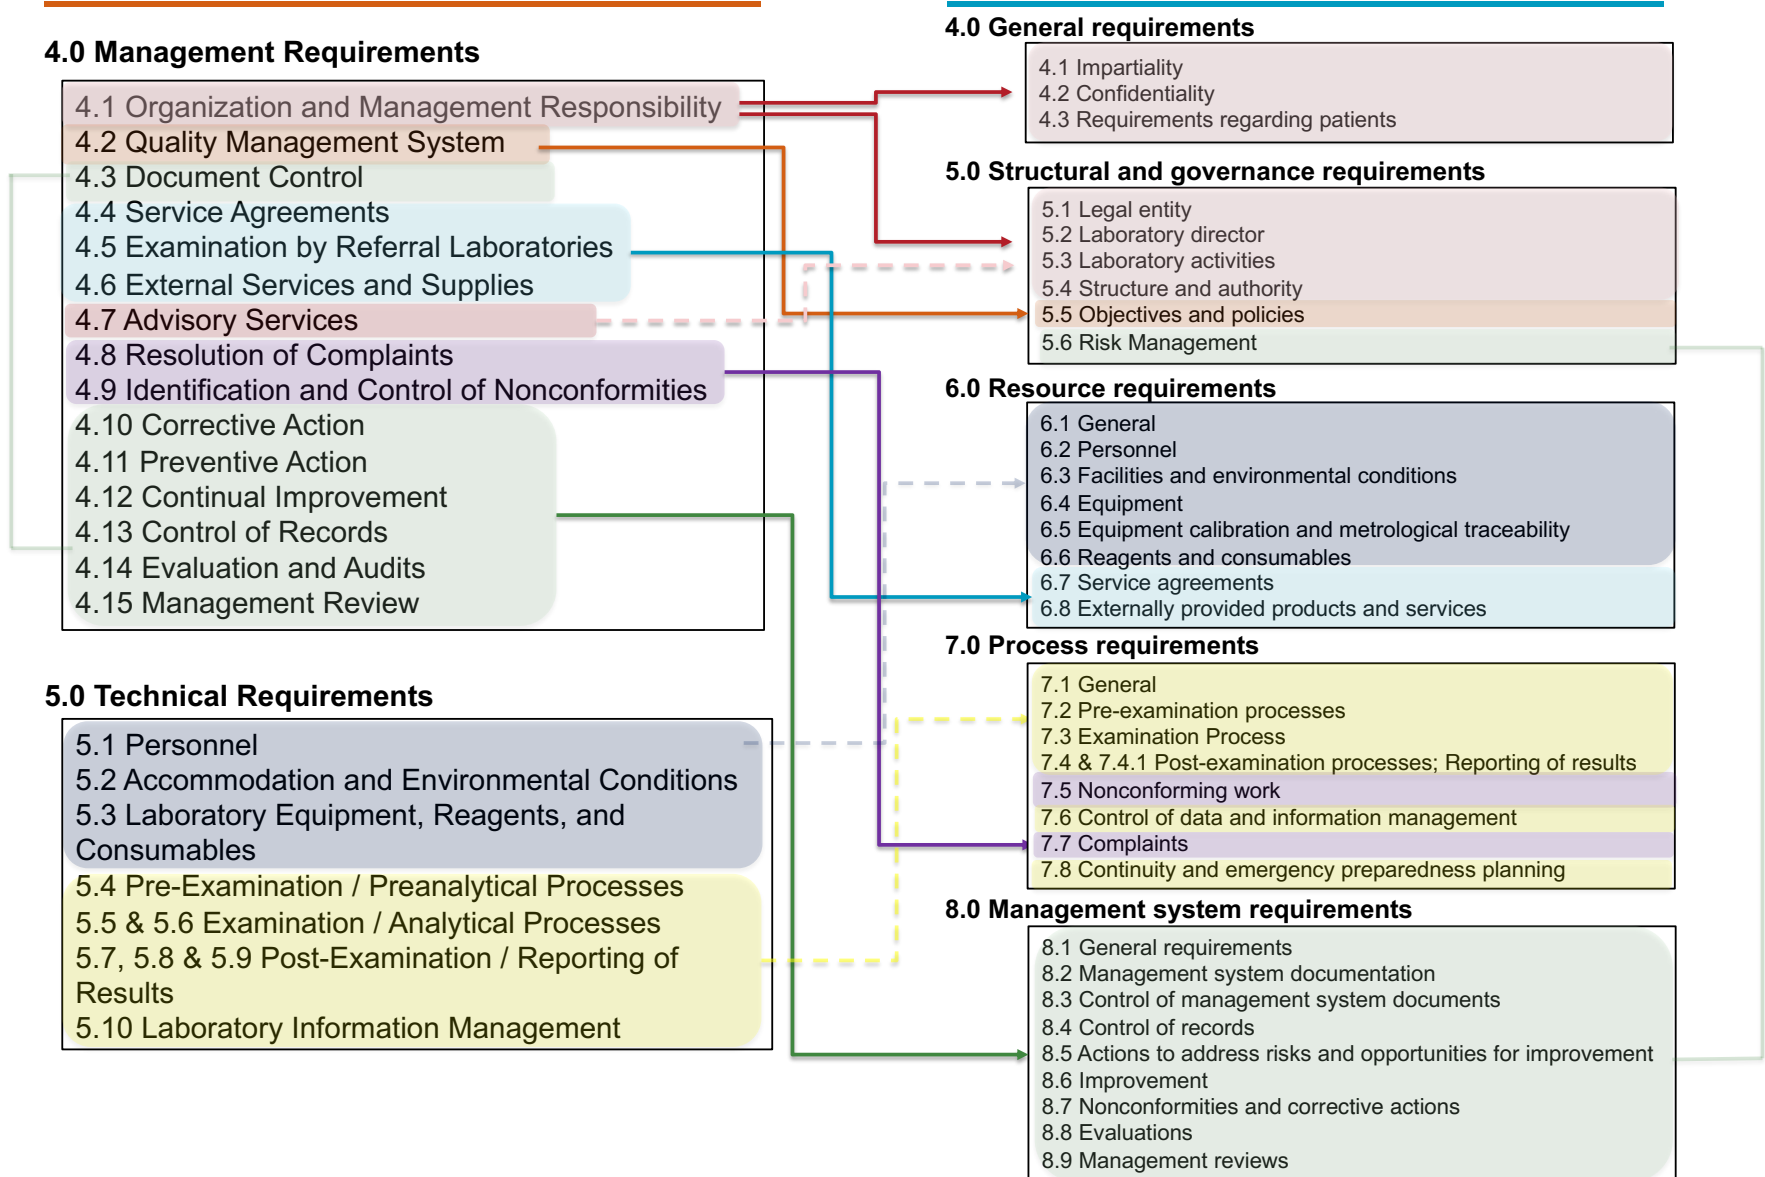 4.0 Management Requirements
4.1 Organization and Management Responsibility
4.2 Quality Management System
4.3 Document Control
4.4 Service Agreements
4.5 Examination by Referral Laboratories
4.6 External Services and Supplies
4.7 Advisory Services
4.8 Resolution of Complaints
4.9 Identification and Control of Nonconformities
4.10 Corrective Action
4.11 Preventive Action
4.12 Continual Improvement
4.13 Control of Records
4.14 Evaluation and Audits
4.15 Management Review
5.0 Technical Requirements
5.1 Personnel
5.2 Accommodation and Environmental Conditions
5.3 Laboratory Equipment, Reagents, and
Consumables
5.4 Pre-Examination / Preanalytical Processes
5.5 & 5.6 Examination / Analytical Processes
5.7, 5.8 & 5.9 Post-Examination / Reporting of
Results
5.10 Laboratory Information Management
4.0 General requirements
4.1 Impartiality
4.2 Confidentiality
4.3 Requirements regarding patients
5.0 Structural and governance requirements
5.1 Legal entity
5.2 Laboratory director
5.3 Laboratory activities
5.4 Structure and authority
5.5 Objectives and policies
5.6 Risk Management
6.0 Resource requirements
6.1 General
6.2 Personnel
6.3 Facilities and environmental conditions
6.4 Equipment
6.5 Equipment calibration and metrological traceability
6.6 Reagents and consumables
6.7 Service agreements
6.8 Externally provided products and services
7.0 Process requirements
7.1 General
7.2 Pre-examination processes
7.3 Examination Process
7.4 & 7.4.1 Post-examination processes; Reporting of results
7.5 Nonconforming work
7.6 Control of data and information management
7.7 Complaints
7.8 Continuity and emergency preparedness planning
8.0 Management system requirements
8.1 General requirements
8.2 Management system documentation
8.3 Control of management system documents
8.4 Control of records
8.5 Actions to address risks and opportunities for improvement
8.6 Improvement
8.7 Nonconformities and corrective actions
8.8 Evaluations
8.9 Management reviews